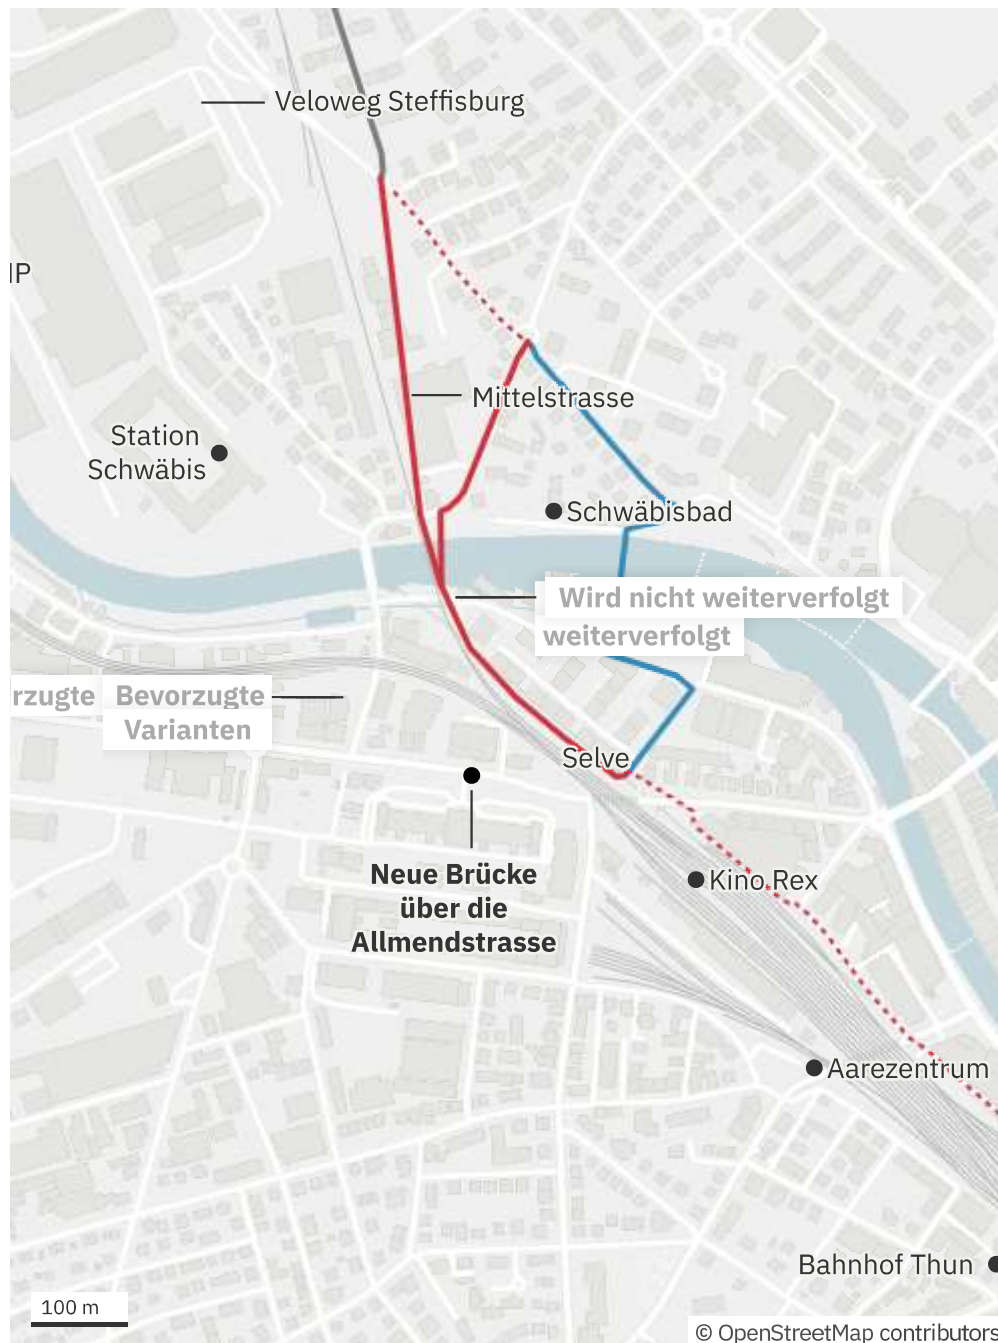 Veloweg Steffisburg
IP
Mittelstrasse
Station
Schwäbis
Schwäbisbad
Wird nicht weiterverfolgt
weiterverfolgt
rzugte Bevorzugte
Varianten
Selve
Neue Brücke
über die
Allmendstrasse
Kino Rex
Aarezentrum
Bahnhof Thun
100 m
© OpenStreetMap contributors